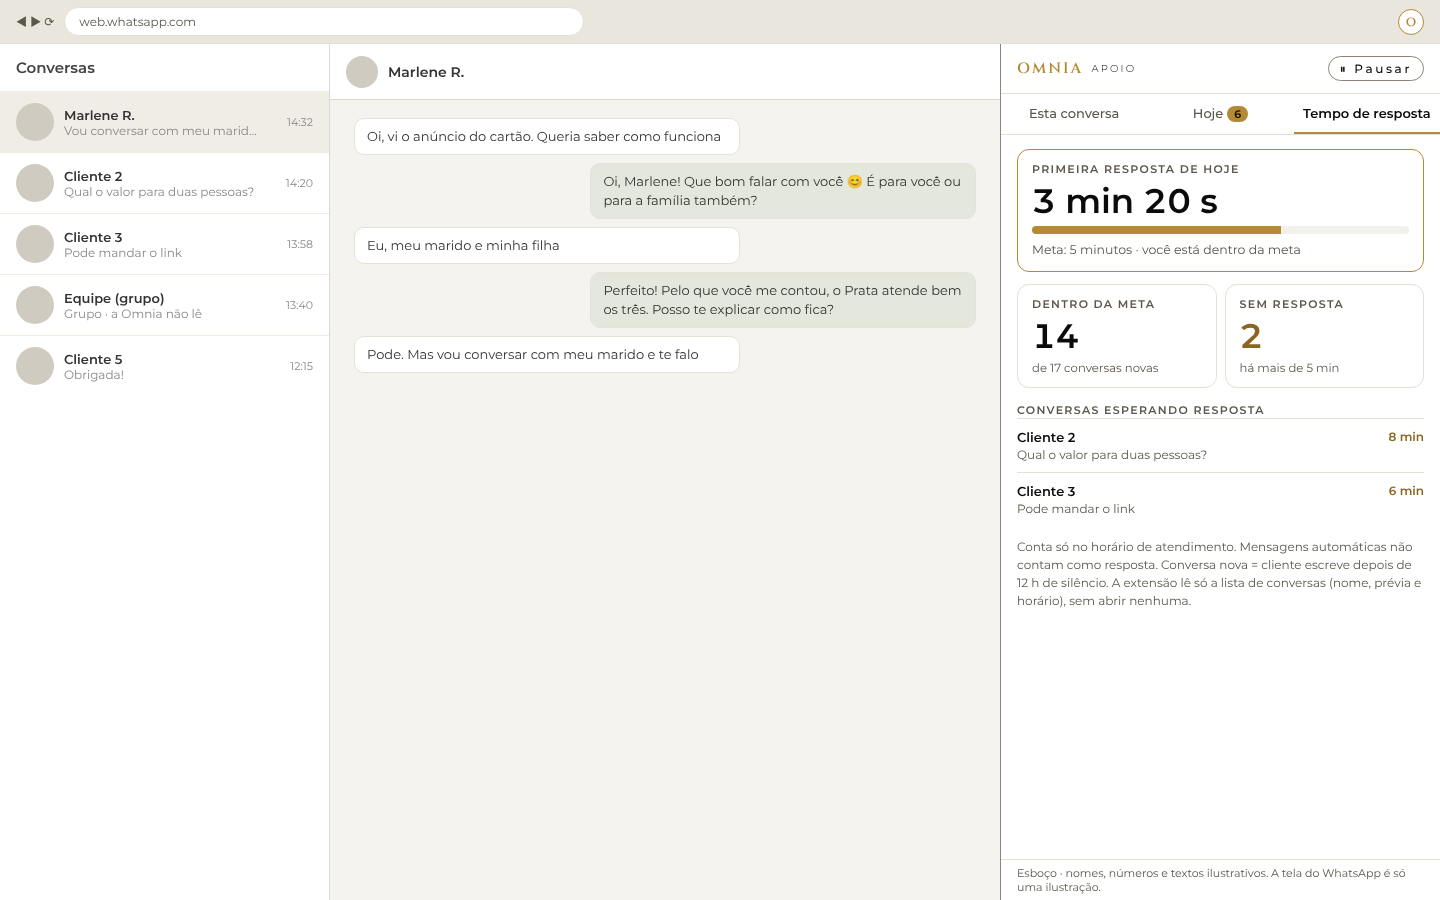 web.whatsapp.com
O
Conversas
Marlene R.
Vou conversar com meu marid...
14:32
Cliente 2
Qual o valor para duas pessoas?
14:20
Cliente 3
Pode mandar o link
13:58
Equipe (grupo)
Grupo · a Omnia não lê
13:40
Cliente 5
Obrigada!
12:15
Marlene R.
Oi, vi o anúncio do cartão. Queria saber como funciona
Oi, Marlene! Que bom falar com você 😊 É para você ou
para a família também?
Eu, meu marido e minha filha
Perfeito! Pelo que você me contou, o Prata atende bem
os três. Posso te explicar como fica?
Pode. Mas vou conversar com meu marido e te falo
OMNIA APOIO
Pausar
Esta conversa
Hoje 6
Tempo de resposta
PRIMEIRA RESPOSTA DE HOJE
3 min 20 s
Meta: 5 minutos · você está dentro da meta
DENTRO DA META
14
de 17 conversas novas
SEM RESPOSTA
2
há mais de 5 min
CONVERSAS ESPERANDO RESPOSTA
Cliente 2
8 min
Qual o valor para duas pessoas?
Cliente 3
6 min
Pode mandar o link
Conta só no horário de atendimento. Mensagens automáticas não
contam como resposta. Conversa nova = cliente escreve depois de
12 h de silêncio. A extensão lê só a lista de conversas (nome, prévia e
horário), sem abrir nenhuma.
Esboço · nomes, números e textos ilustrativos. A tela do WhatsApp é só
uma ilustração.